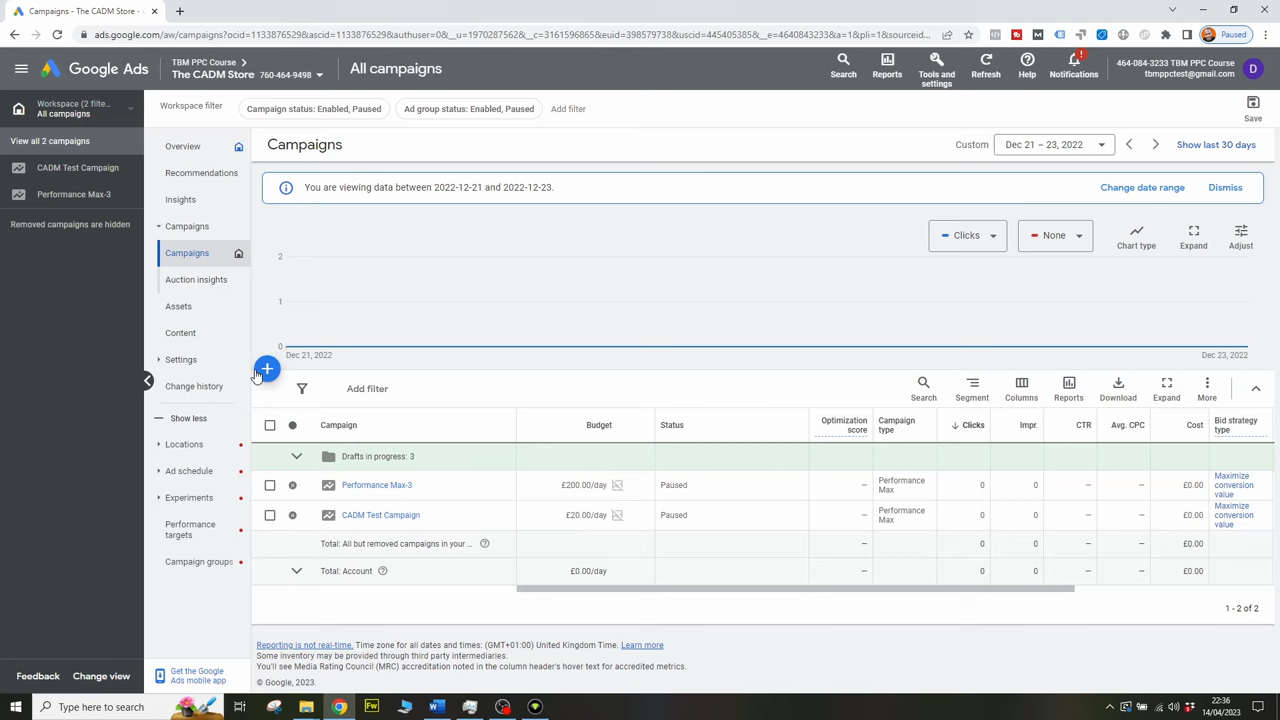 Campaigns - The CADM Store - G
ads.google.com/aw/campaigns?ocid=1133876529&ascid=1133876529&authuser=0&__u=1970287562&__c=3161596865&euid=398579738&uscid=445405385&__e=4640843233&a=1&pli=1&sourceid...
Paused
Google Ads
TBM PPC Course
The CADM Store 760-464-9498
All campaigns
Search
Reports
Tools and
settings
Refresh
Help
Notifications
464-084-3233 TBM PPC Course
tbmppctest@gmail.com
D
Workspace (2 filte...
All campaigns
View all 2 campaigns
CADM Test Campaign
Performance Max-3
Removed campaigns are hidden
Feedback
Change view
Workspace filter
Campaign status: Enabled, Paused
Ad group status: Enabled, Paused
Add filter
Save
Overview
Recommendations
Insights
Campaigns
Campaigns
Auction insights
Assets
Content
Settings
Change history
Show less
Locations
Ad schedule
Experiments
Performance
targets
Campaign groups
Get the Google
Ads mobile app
Campaigns
Custom
Dec 21 – 23, 2022
Show last 30 days
You are viewing data between 2022-12-21 and 2022-12-23.
Change date range
Dismiss
Clicks
None
Chart type
Expand
Adjust
2
1
0
Dec 21, 2022
Dec 23, 2022
Add filter
Search
Segment
Columns
Reports
Download
Expand
More
Campaign
Budget
Status
Optimization
score
Campaign
type
Clicks
Impr.
CTR
Avg. CPC
Cost
Bid strategy
type
Drafts in progress: 3
Performance Max-3
£200.00/day
Paused
—
Performance
Max
0
0
—
—
£0.00
Maximize
conversion
value
CADM Test Campaign
£20.00/day
Paused
—
Performance
Max
0
0
—
—
£0.00
Maximize
conversion
value
Total: All but removed campaigns in your ...
—
0
0
—
—
£0.00
Total: Account
£0.00/day
—
0
0
—
—
£0.00
1 - 2 of 2
Reporting is not real-time. Time zone for all dates and times: (GMT+01:00) United Kingdom Time. Learn more
Some inventory may be provided through third party intermediaries.
You'll see Media Rating Council (MRC) accreditation noted in the column header's hover text for accredited metrics.
© Google, 2023.
Type here to search
Fw
22:36
14/04/2023